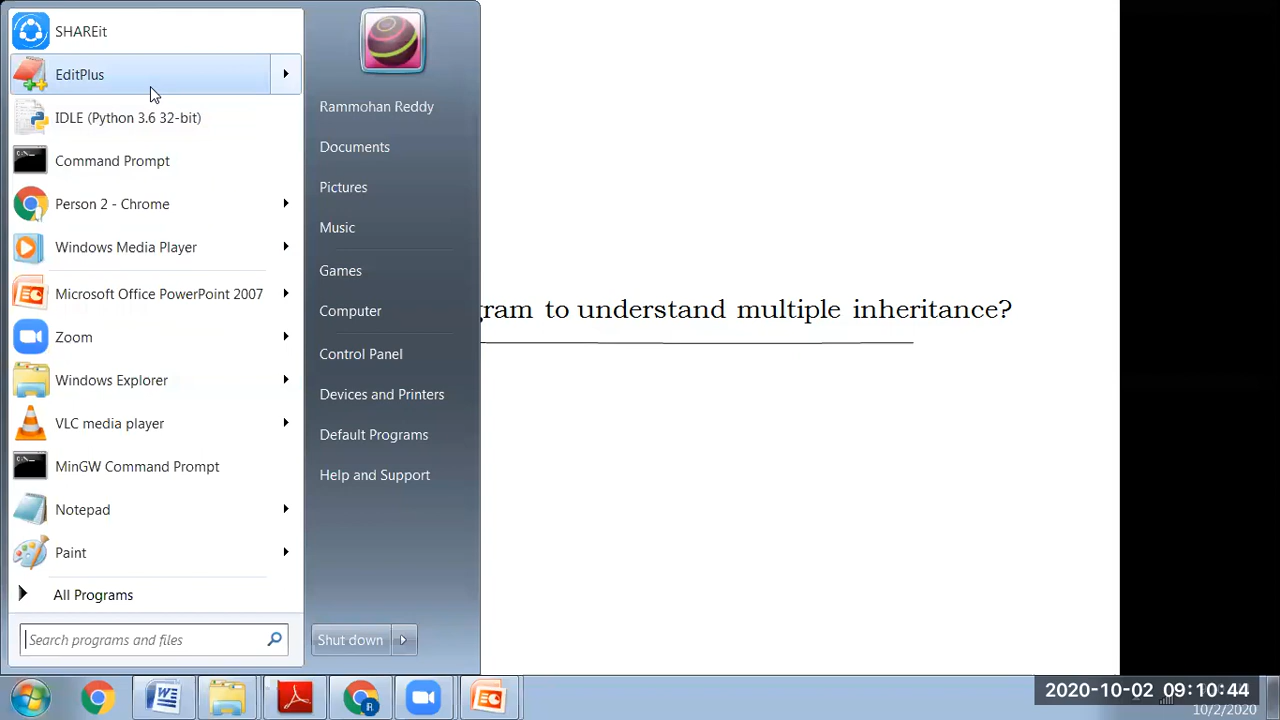 SHAREit
EditPlus
IDLE (Python 3.6 32-bit)
Command Prompt
Person 2 - Chrome
Windows Media Player
Microsoft Office PowerPoint 2007
Zoom
Windows Explorer
VLC media player
MinGW Command Prompt
Notepad
Paint
All Programs
Search programs and files
Rammohan Reddy
Documents
Pictures
Music
Games
Computer
Control Panel
Devices and Printers
Default Programs
Help and Support
Shut down
gram to understand multiple inheritance?
2020-10-02 09:10:44
10/2/2020